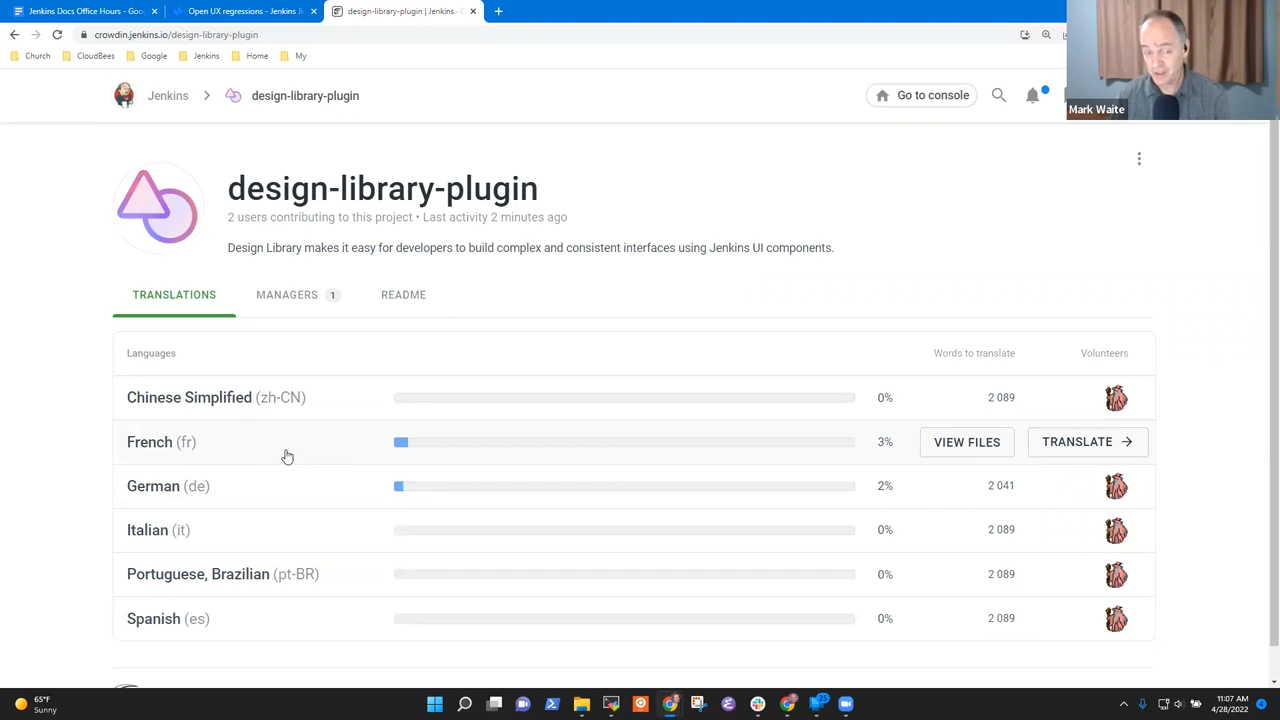 Jenkins Docs Office Hours - Goo
Open UX regressions - Jenkins Ji
design-library-plugin | Jenkins - C
crowdin.jenkins.io/design-library-plugin
Church
CloudBees
Google
Jenkins
Home
My
Mark Waite
Jenkins
design-library-plugin
Go to console
design-library-plugin
2 users contributing to this project • Last activity 2 minutes ago
Design Library makes it easy for developers to build complex and consistent interfaces using Jenkins UI components.
TRANSLATIONS
MANAGERS 1
README
Languages Words to translate Volunteers
Chinese Simplified (zh-CN) 0% 2 089
French (fr) 3% VIEW FILES TRANSLATE →
German (de) 2% 2 041
Italian (it) 0% 2 089
Portuguese, Brazilian (pt-BR) 0% 2 089
Spanish (es) 0% 2 089
65°F
Sunny
11:07 AM
4/28/2022